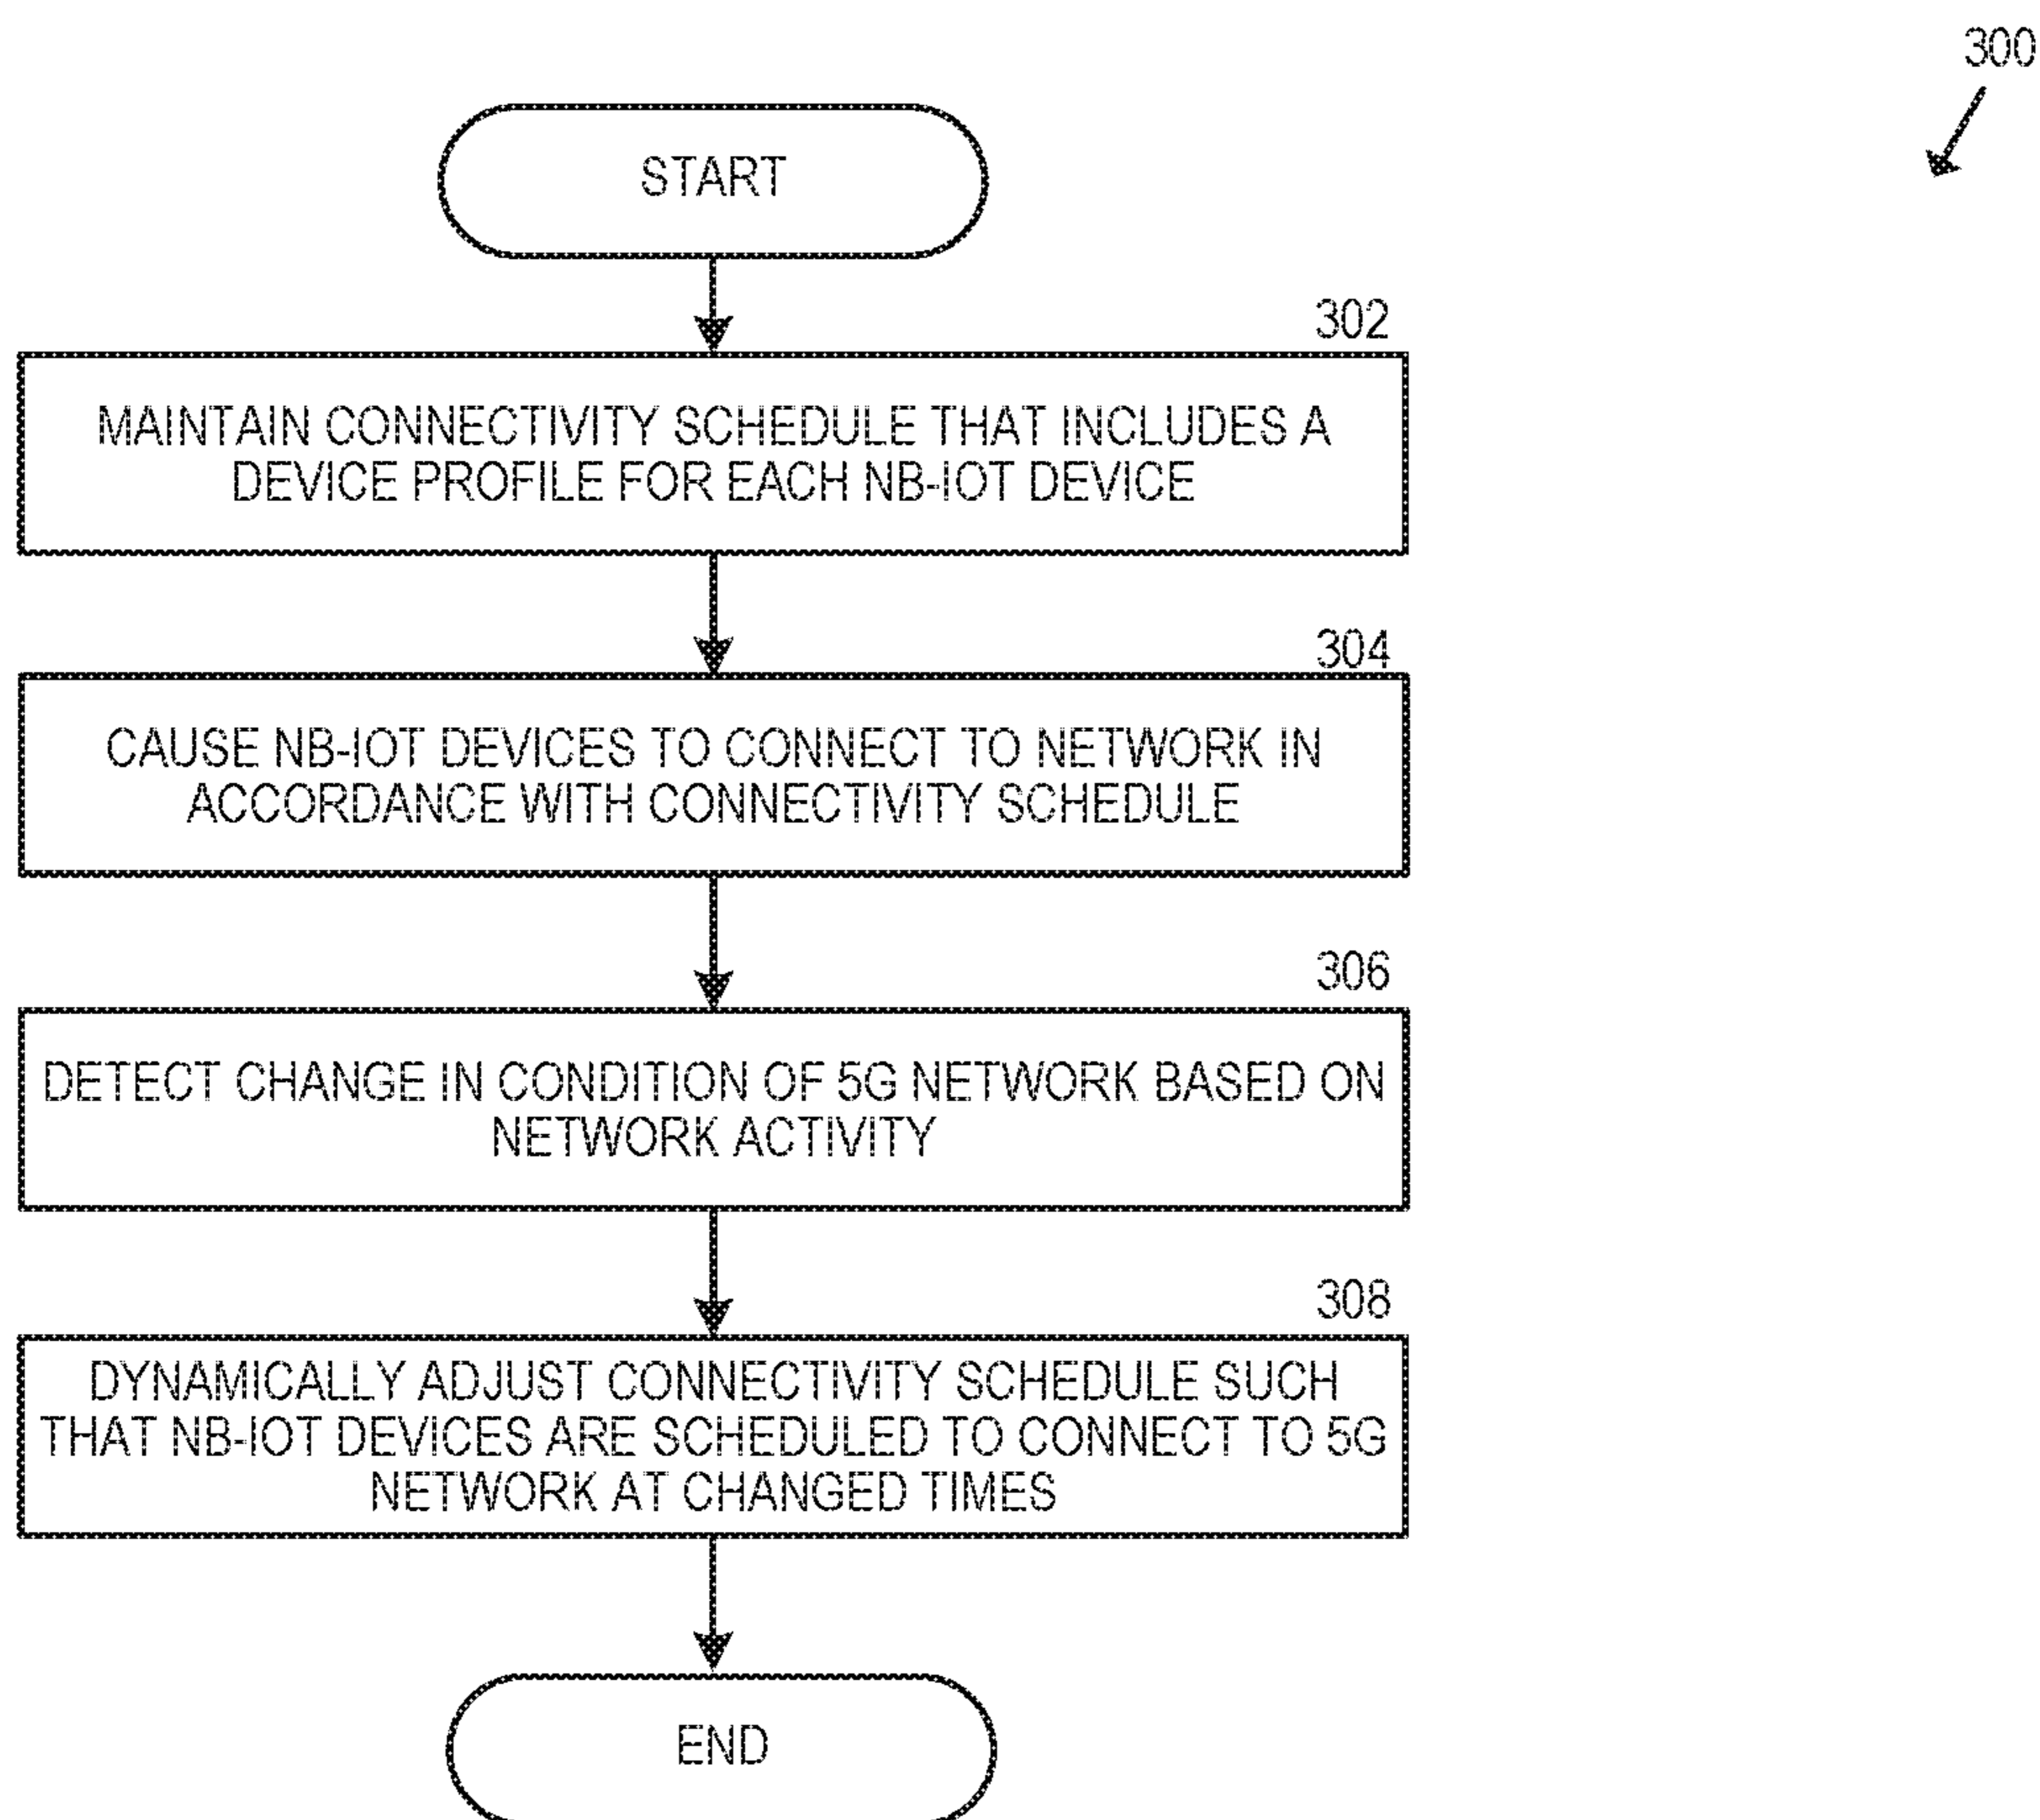 300
START
302
MAINTAIN CONNECTIVITY SCHEDULE THAT INCLUDES A
DEVICE PROFILE FOR EACH NB-IOT DEVICE
304
CAUSE NB-IOT DEVICES TO CONNECT TO NETWORK IN
ACCORDANCE WITH CONNECTIVITY SCHEDULE
306
DETECT CHANGE IN CONDITION OF 5G NETWORK BASED ON
NETWORK ACTIVITY
308
DYNAMICALLY ADJUST CONNECTIVITY SCHEDULE SUCH
THAT NB-IOT DEVICES ARE SCHEDULED TO CONNECT TO 5G
NETWORK AT CHANGED TIMES
END